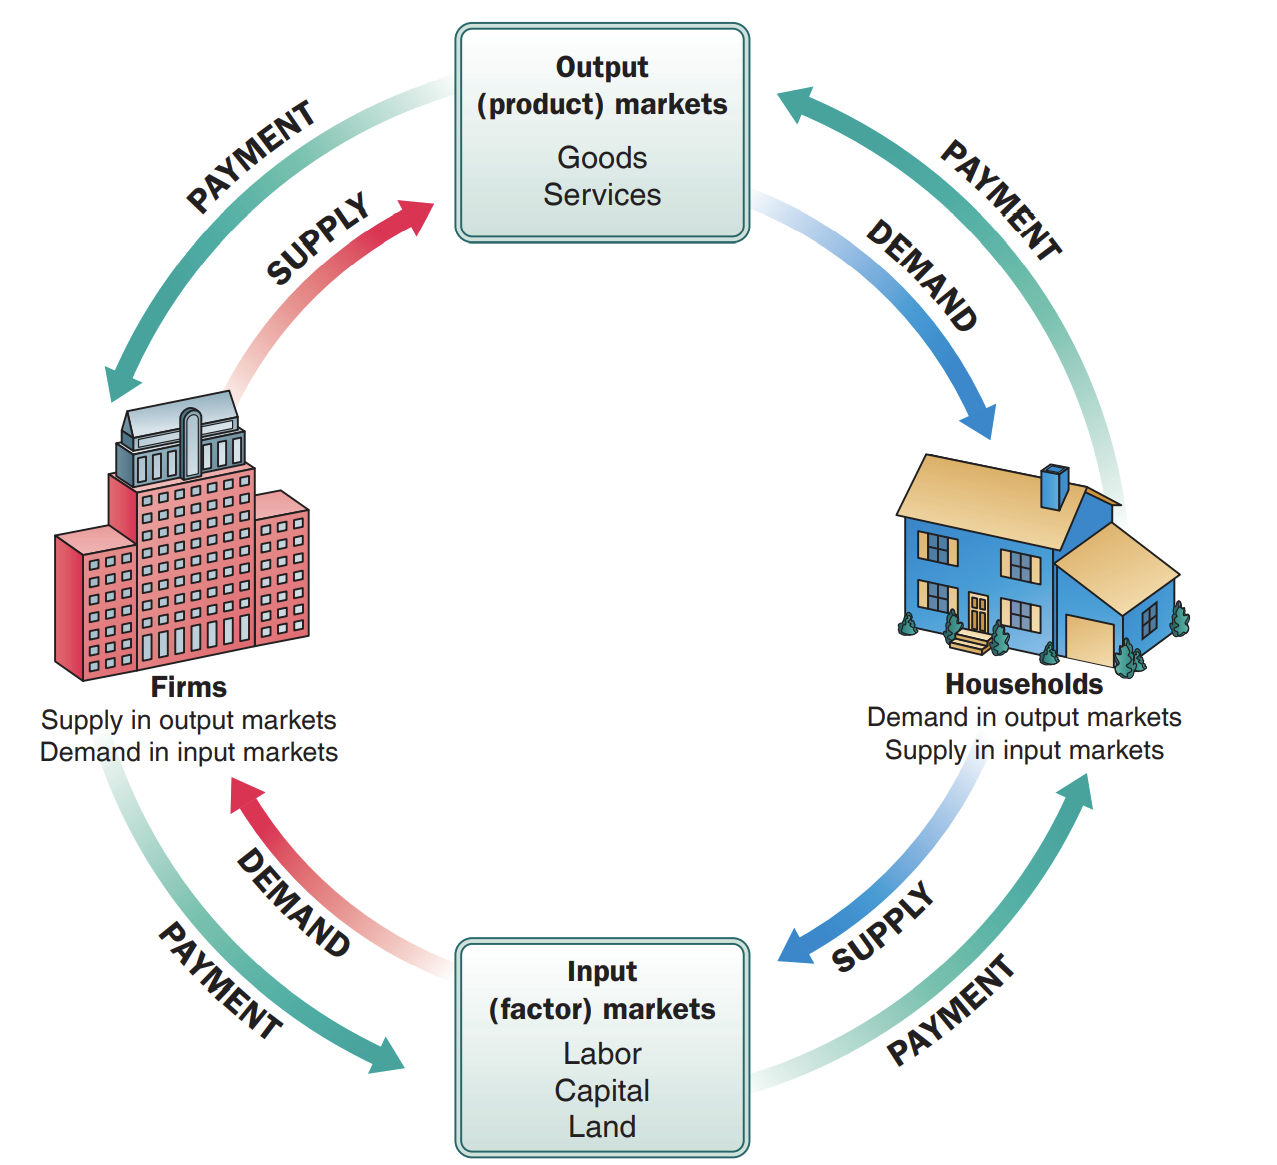 Output
(product) markets
Goods
Services
PAYMENT
SUPPLY
PAYMENT
DEMAND
Firms
Supply in output markets
Demand in input markets
Households
Demand in output markets
Supply in input markets
DEMAND
PAYMENT
SUPPLY
PAYMENT
Input
(factor) markets
Labor
Capital
Land